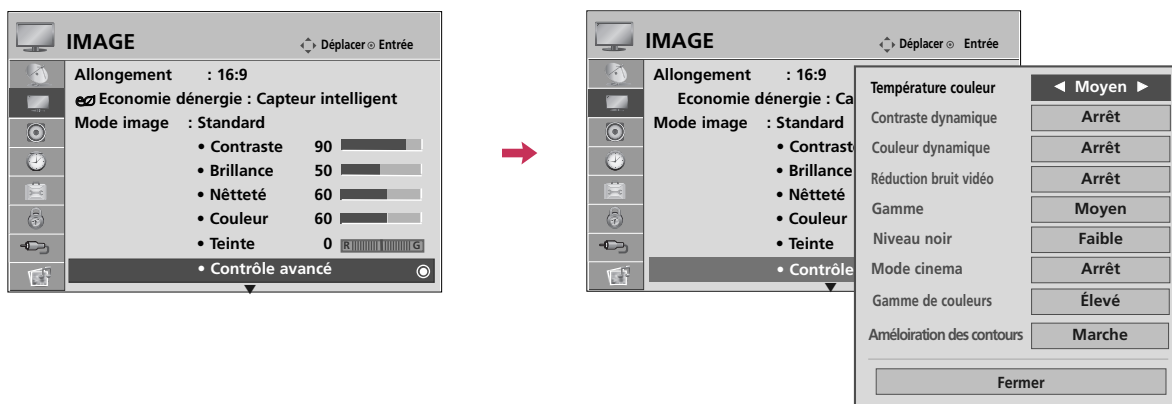 IMAGE
Déplacer Entrée
Allongement : 16:9
Economie dénergie : Capteur intelligent
Mode image : Standard
• Contraste 90
• Brillance 50
• Nêtteté 60
• Couleur 60
• Teinte 0 R G
• Contrôle avancé
IMAGE
Déplacer Entrée
Allongement : 16:9
Economie dénergie : Ca
Mode image : Standard
• Contrast
• Brillance
• Nêtteté
• Couleur
• Teinte
• Contrôle
Température couleur ◄ Moyen ►
Contraste dynamique Arrêt
Couleur dynamique Arrêt
Réduction bruit vidéo Arrêt
Gamme Moyen
Niveau noir Faible
Mode cinema Arrêt
Gamme de couleurs Élevé
Améloiration des contours Marche
Fermer